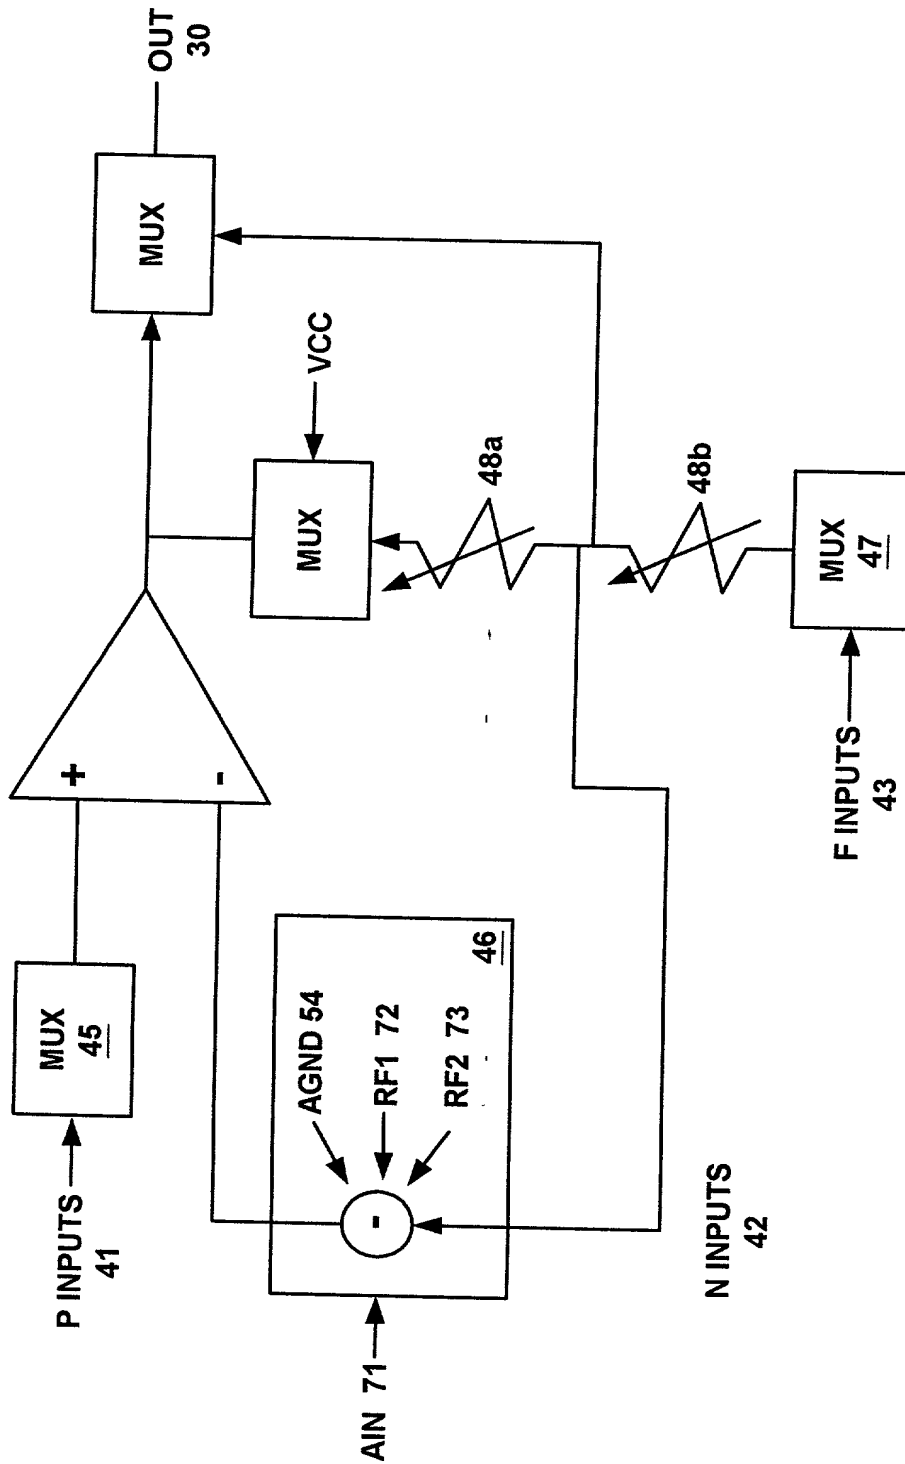 P INPUTS
41
MUX
45
+
-
MUX
OUT
30
VCC
MUX
AIN 71
AGND 54
RF1 72
RF2 73
-
46
48a
48b
N INPUTS
42
F INPUTS
43
MUX
47